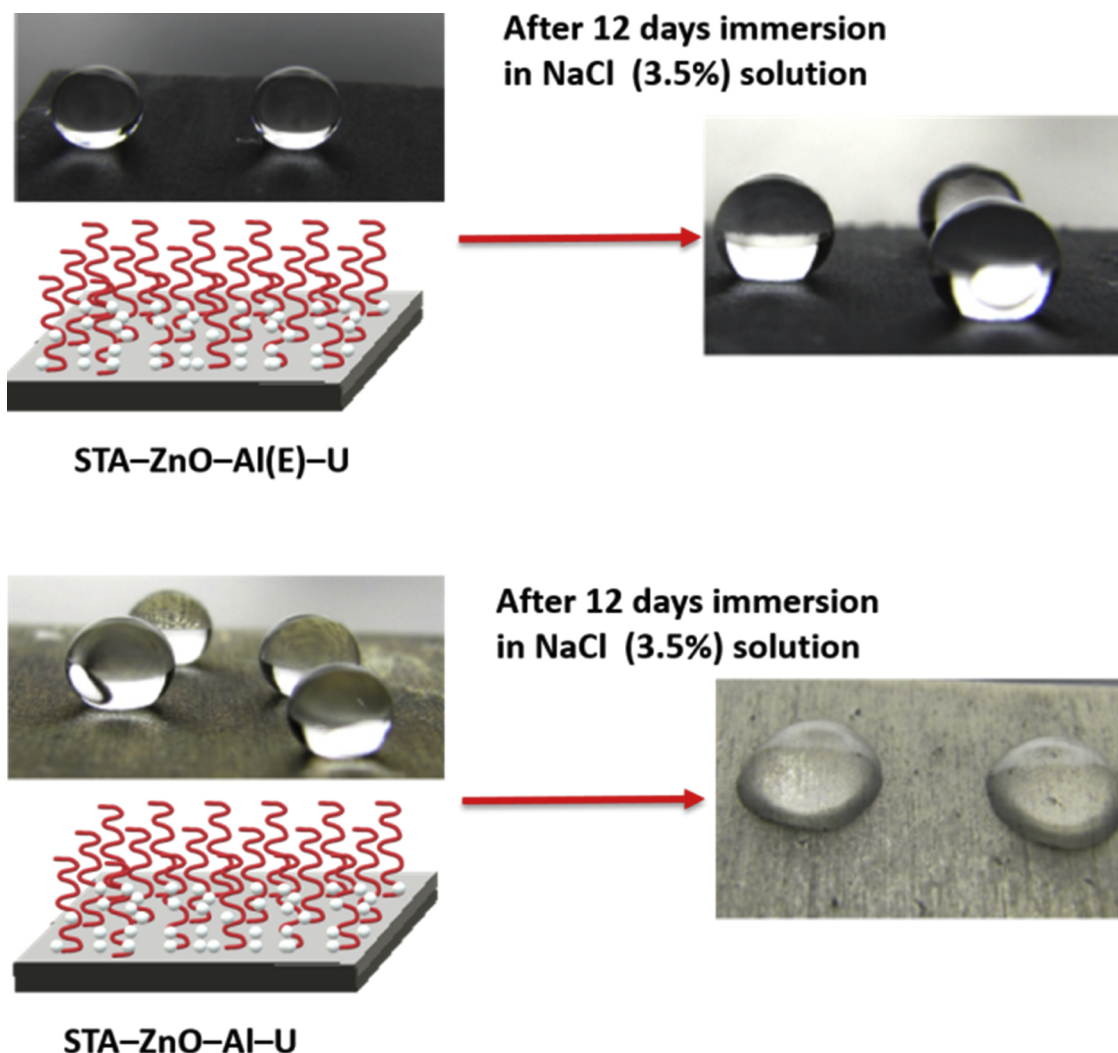 After 12 days immersion
in NaCl (3.5%) solution
STA–ZnO–Al(E)–U
After 12 days immersion
in NaCl (3.5%) solution
STA–ZnO–Al–U